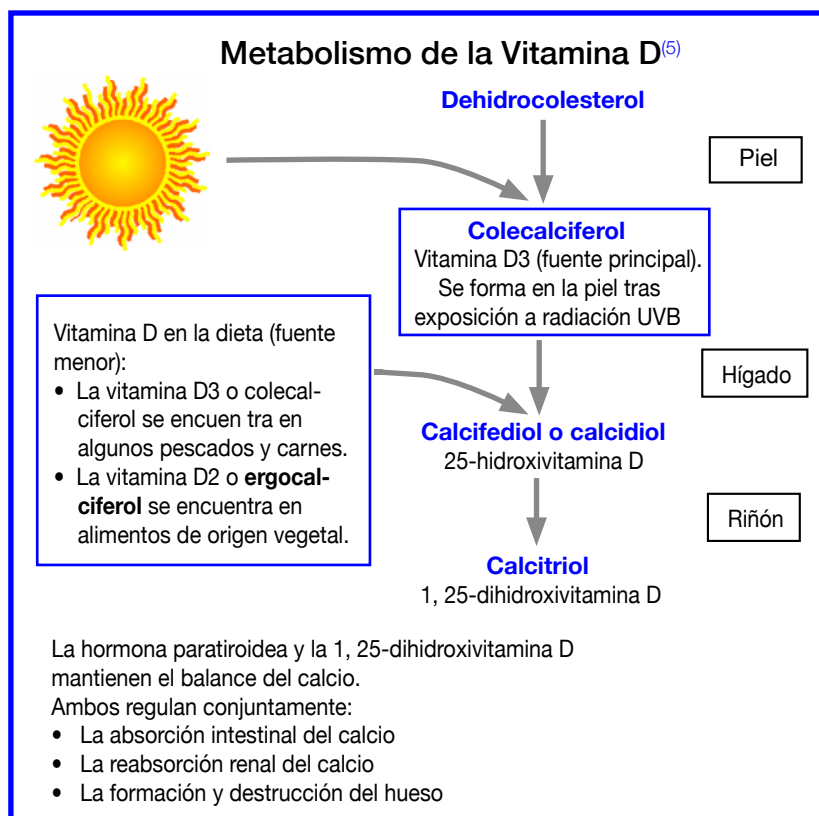 Metabolismo de la Vitamina D(5)
Dehidrocolesterol
Piel
Colecalciferol
Vitamina D3 (fuente principal).
Se forma en la piel tras
exposición a radiación UVB
Vitamina D en la dieta (fuente
menor):
• La vitamina D3 o colecal-
ciferol se encuen tra en
algunos pescados y carnes.
• La vitamina D2 o ergocal-
ciferol se encuentra en
alimentos de origen vegetal.
Hígado
Calcifediol o calcidiol
25-hidroxivitamina D
Riñón
Calcitriol
1, 25-dihidroxivitamina D
La hormona paratiroidea y la 1, 25-dihidroxivitamina D
mantienen el balance del calcio.
Ambos regulan conjuntamente:
• La absorción intestinal del calcio
• La reabsorción renal del calcio
• La formación y destrucción del hueso